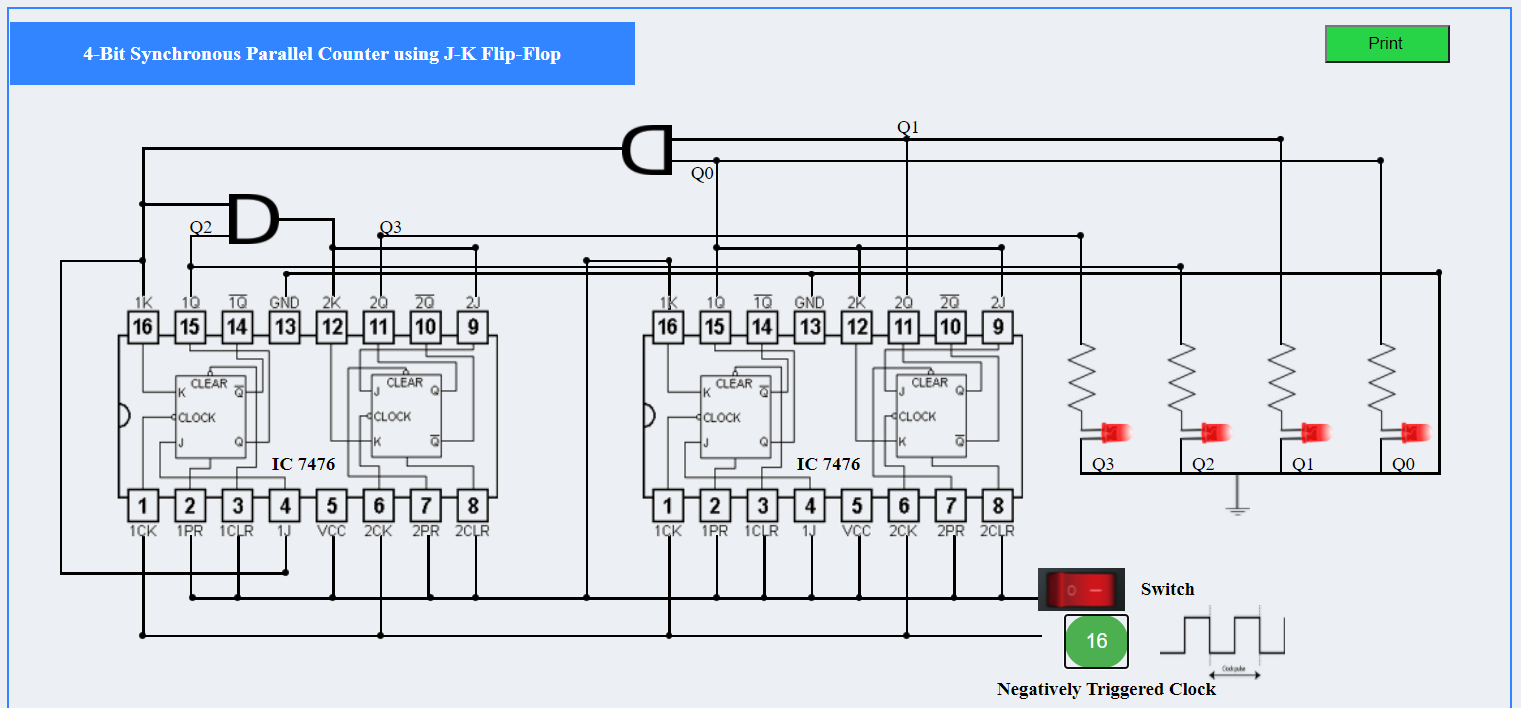 4-Bit Synchronous Parallel Counter using J-K Flip-Flop
Print
Q1
Q0
Q2
Q3
1K 1Q 1Q GND 2K 2Q 2Q 2J
16 15 14 13 12 11 10 9
CLEAR
K Q
CLOCK
J Q
CLEAR
J Q
CLOCK
K Q
IC 7476
1 2 3 4 5 6 7 8
1CK 1PR 1CLR 1J VCC 2CK 2PR 2CLR
1K 1Q 1Q GND 2K 2Q 2Q 2J
16 15 14 13 12 11 10 9
CLEAR
K Q
CLOCK
J Q
CLEAR
J Q
CLOCK
K Q
IC 7476
1 2 3 4 5 6 7 8
1CK 1PR 1CLR 1J VCC 2CK 2PR 2CLR
Q3 Q2 Q1 Q0
Switch
16
Clock pulse
Negatively Triggered Clock